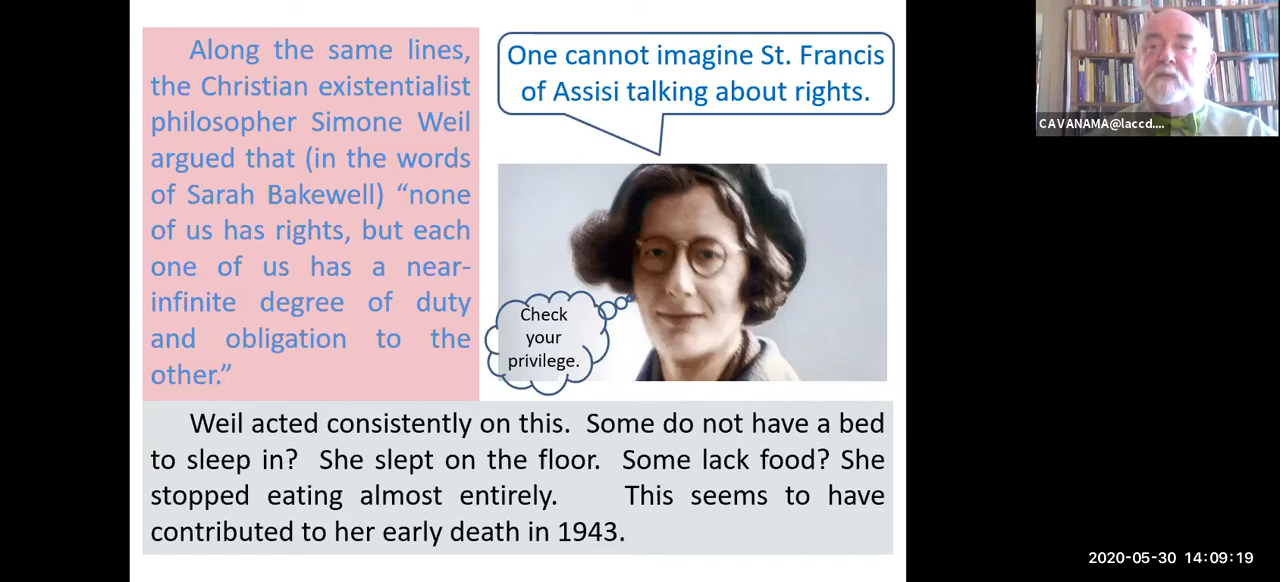 Along the same lines,
the Christian existentialist
philosopher Simone Weil
argued that (in the words
of Sarah Bakewell) “none
of us has rights, but each
one of us has a near-
infinite degree of duty
and obligation to the
other.”
One cannot imagine St. Francis
of Assisi talking about rights.
Check
your
privilege.
Weil acted consistently on this. Some do not have a bed
to sleep in? She slept on the floor. Some lack food? She
stopped eating almost entirely. This seems to have
contributed to her early death in 1943.
CAVANAMA@laccd....
2020-05-30 14:09:19